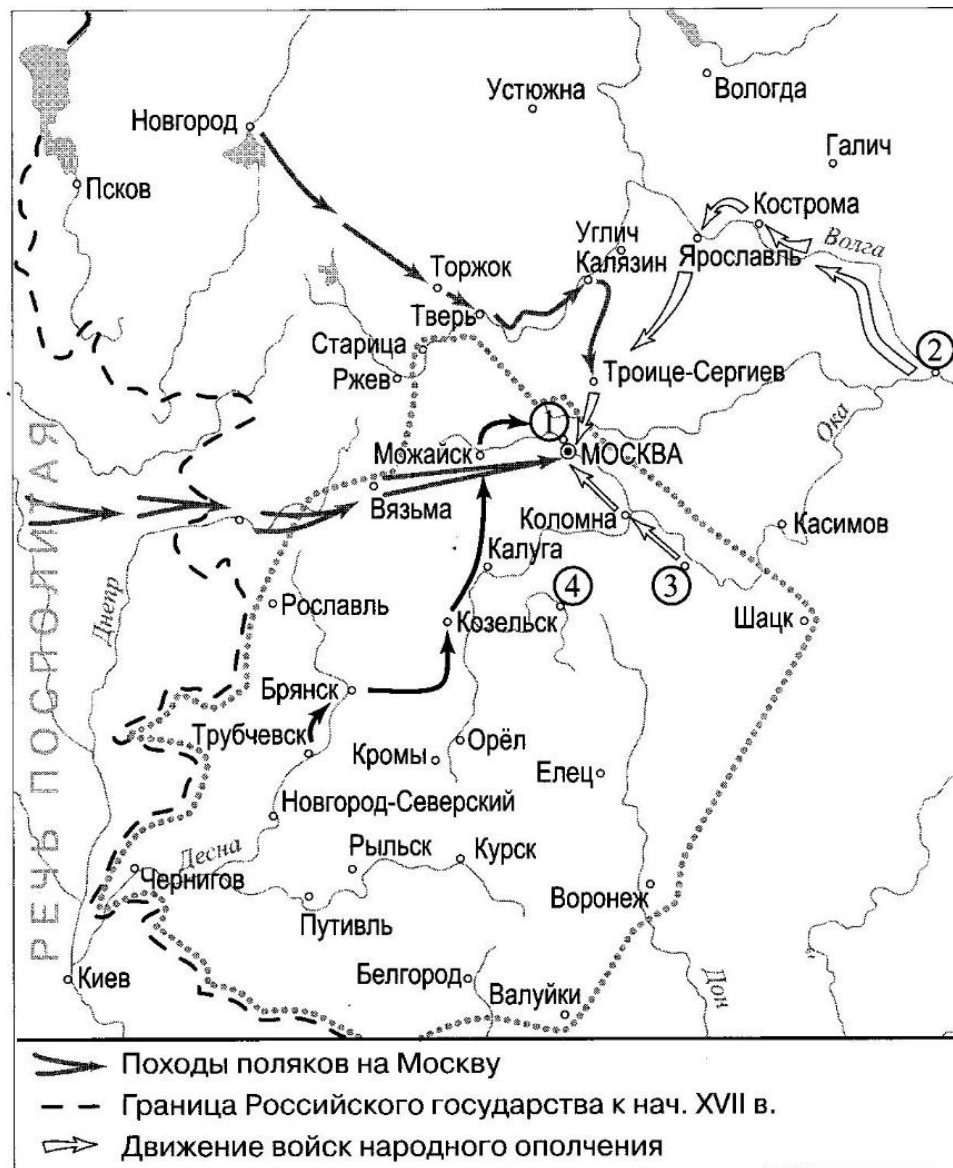 Устюжна
Вологда
Новгород
Галич
Псков
Кострома
Углич
Волга
Калязин
Ярославль
Торжок
Тверь
2
Старица
Ржев
Троице-Сергиев
1
Ока
Можайск
МОСКВА
Вязьма
Коломна
Касимов
РЕЧЬ ПОСПОЛИТАЯ
Калуга
4
3
Днепр
Рославль
Козельск
Шацк
Брянск
Трубчевск
Орёл
Кромы
Елец
Новгород-Северский
Десна
Рыльск
Курск
Чернигов
Воронеж
Путивль
Киев
Белгород
Дон
Валуйки
Походы поляков на Москву
Граница Российского государства к нач. XVII в.
Движение войск народного ополчения